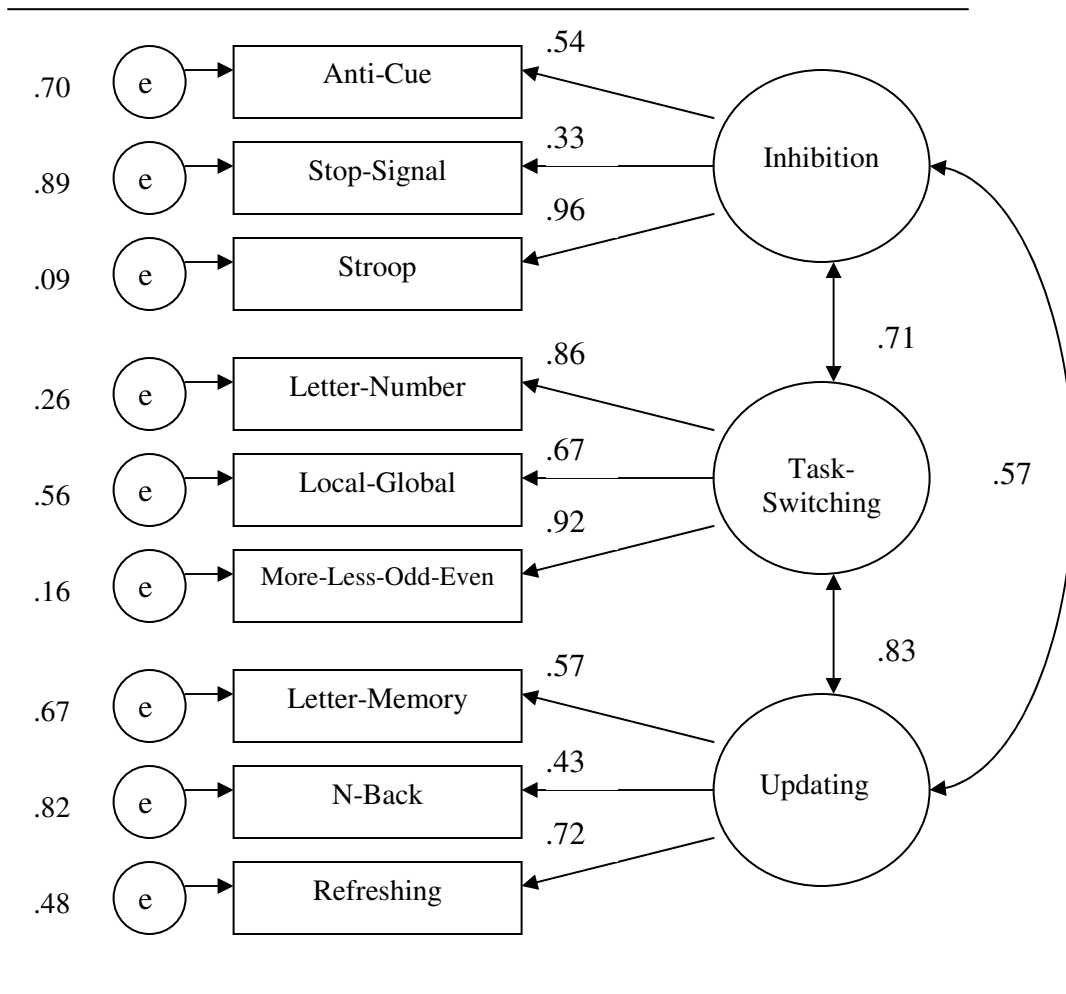 .54
.70 e Anti-Cue
.33
.89 e Stop-Signal
Inhibition
.96
.09 e Stroop
.71
.86
.26 e Letter-Number
.67
.56 e Local-Global
Task-
Switching
.57
.92
.16 e More-Less-Odd-Even
.83
.57
.67 e Letter-Memory
.43
.82 e N-Back
Updating
.72
.48 e Refreshing